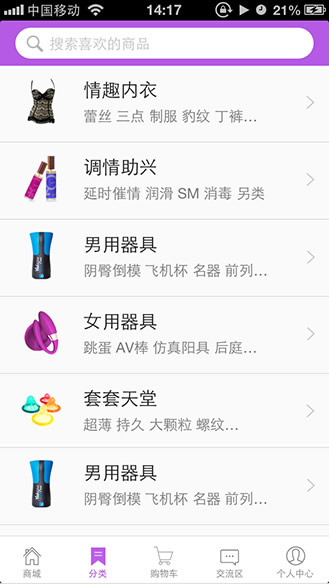 中国移动 14:17 21%
搜索喜欢的商品
情趣内衣
蕾丝 三点 制服 豹纹 丁裤...
调情助兴
延时催情 润滑 SM 消毒 另类
男用器具
阴臀倒模 飞机杯 名器 前列...
女用器具
跳蛋 AV棒 仿真阳具 后庭...
套套天堂
超薄 持久 大颗粒 螺纹...
男用器具
阴臀倒模 飞机杯 名器 前列...
商城 分类 购物车 交流区 个人中心